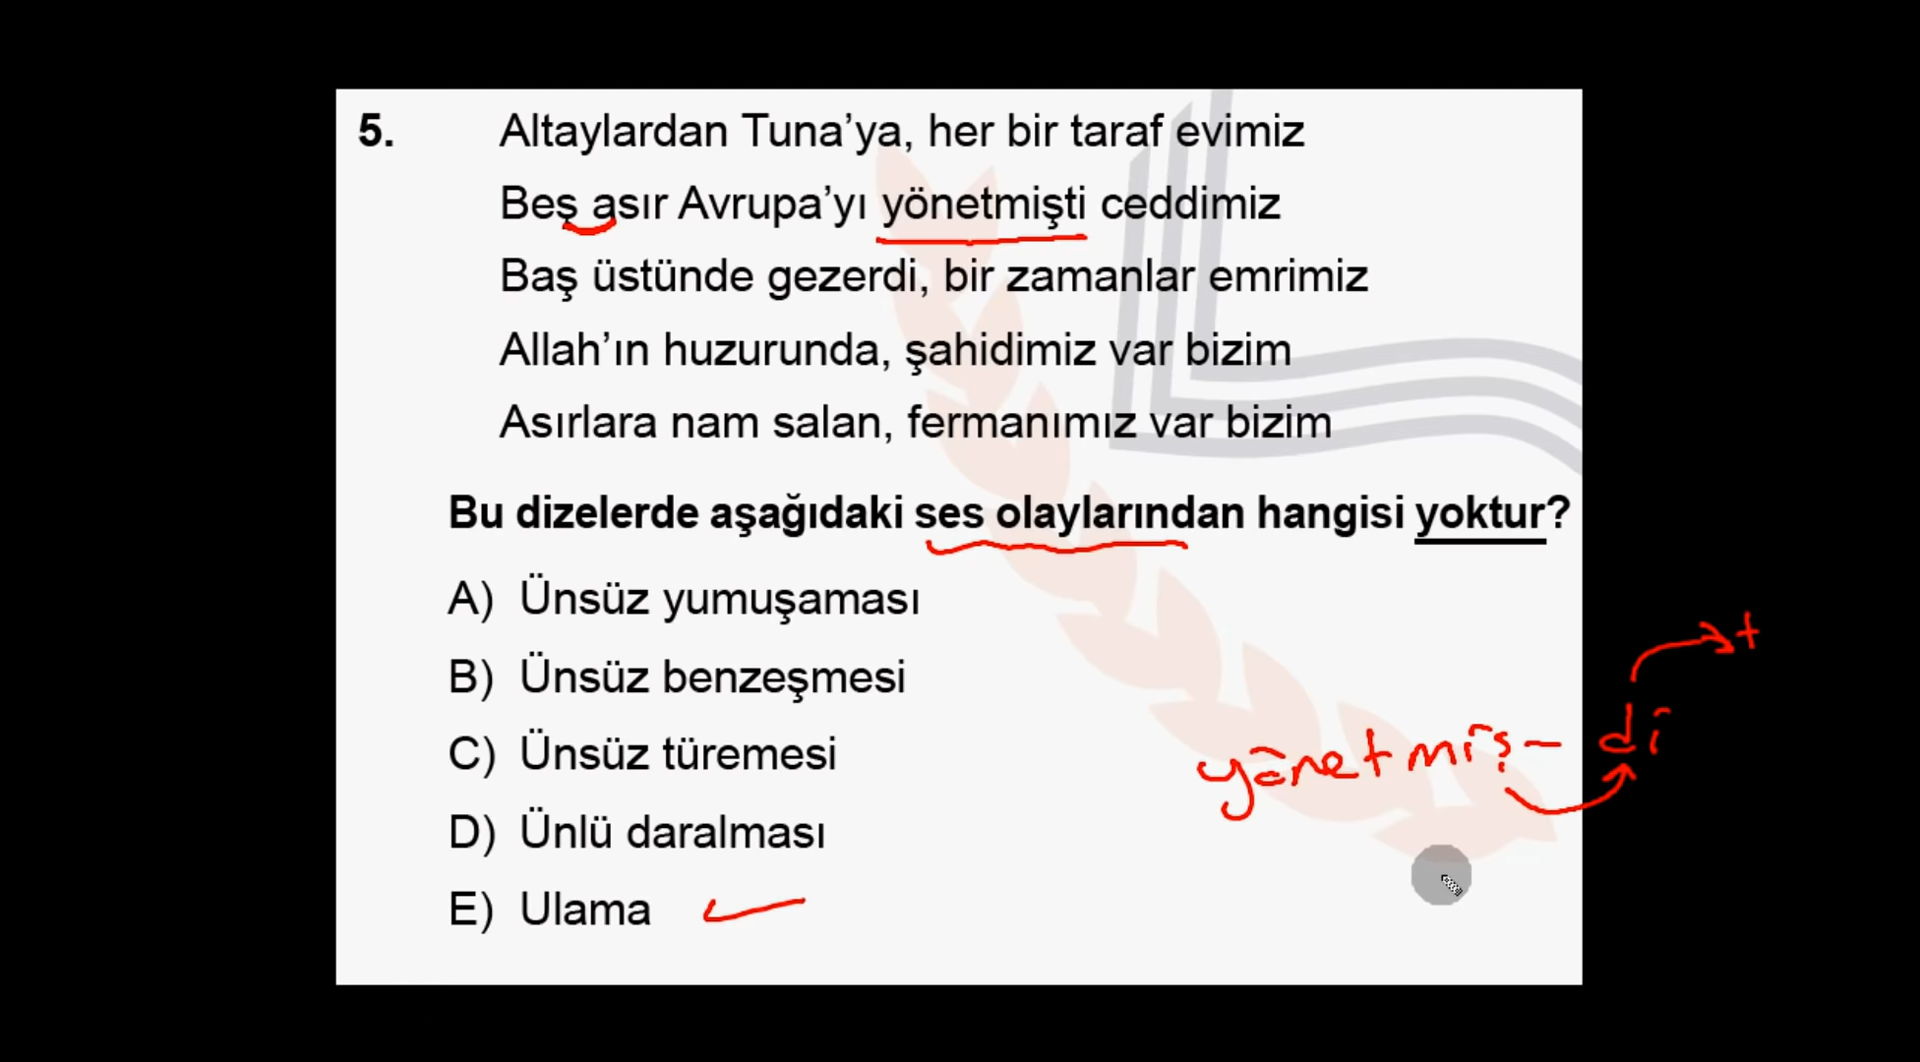 5. Altaylardan Tuna’ya, her bir taraf evimiz
Beş asır Avrupa’yı yönetmişti ceddimiz
Baş üstünde gezerdi, bir zamanlar emrimiz
Allah’ın huzurunda, şahidimiz var bizim
Asırlara nam salan, fermanımız var bizim
Bu dizelerde aşağıdaki ses olaylarından hangisi yoktur?
A) Ünsüz yumuşaması
B) Ünsüz benzeşmesi
C) Ünsüz türemesi
D) Ünlü daralması
E) Ulama
t
yönetmiş- di